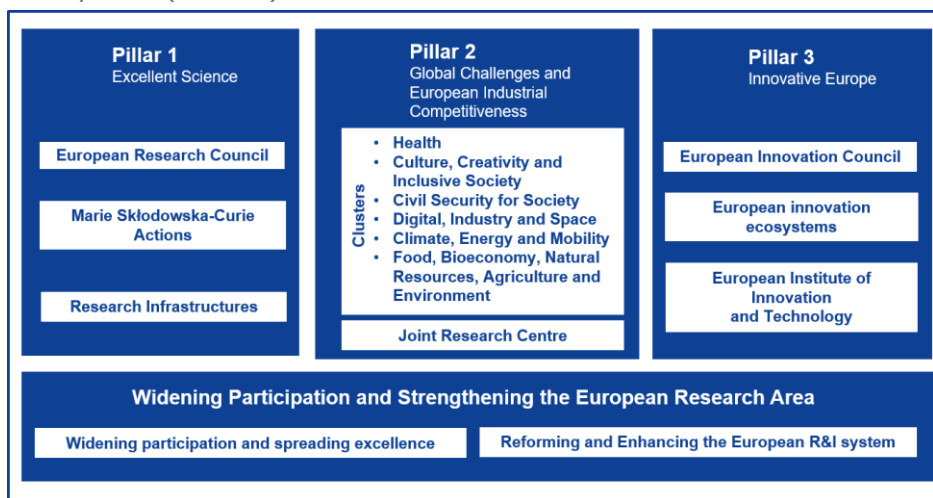 Pillar 1
Excellent Science
European Research Council
Marie Skłodowska-Curie
Actions
Research Infrastructures
Pillar 2
Global Challenges and
European Industrial
Competitiveness
Clusters
• Health
• Culture, Creativity and
Inclusive Society
• Civil Security for Society
• Digital, Industry and Space
• Climate, Energy and Mobility
• Food, Bioeconomy, Natural
Resources, Agriculture and
Environment
Joint Research Centre
Pillar 3
Innovative Europe
European Innovation Council
European innovation
ecosystems
European Institute of
Innovation
and Technology
Widening Participation and Strengthening the European Research Area
Widening participation and spreading excellence
Reforming and Enhancing the European R&I system